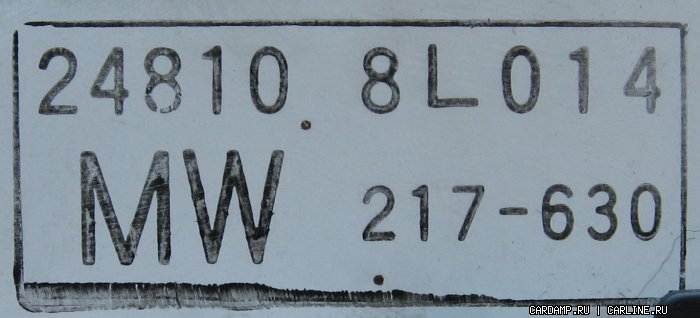 24810 8L014
MW 217-630
CARDAMP.RU | CARLINE.RU